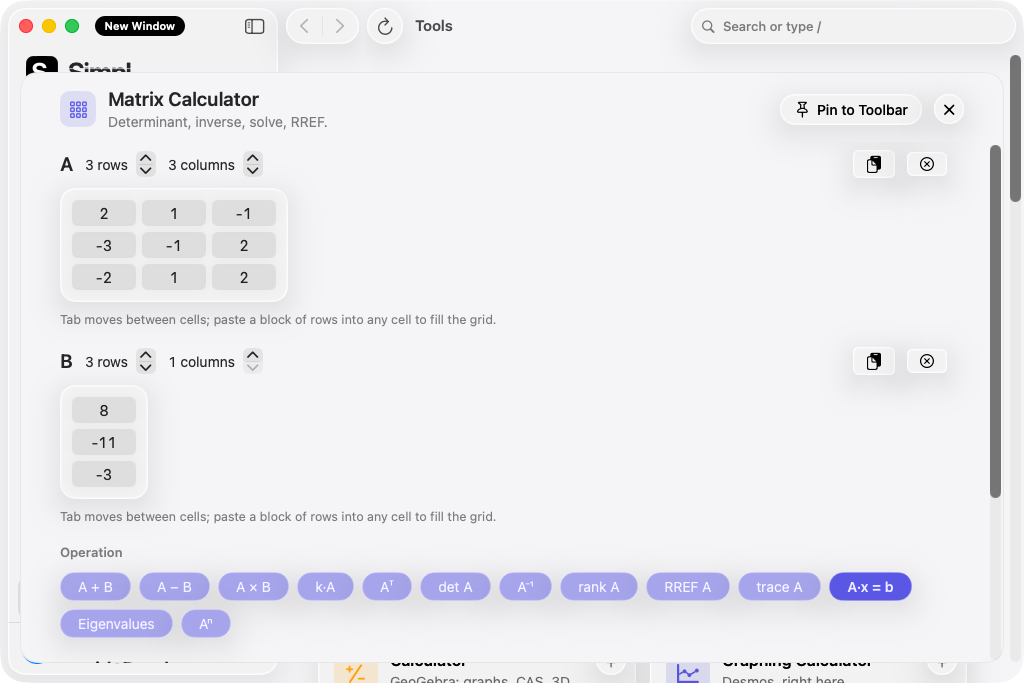 New Window
Tools
Search or type /
Matrix Calculator
Determinant, inverse, solve, RREF.
Pin to Toolbar
A 3 rows 3 columns
2 1 -1
-3 -1 2
-2 1 2
Tab moves between cells; paste a block of rows into any cell to fill the grid.
B 3 rows 1 columns
8
-11
-3
Tab moves between cells; paste a block of rows into any cell to fill the grid.
Operation
A + B A − B A × B k·A Aᵀ det A A⁻¹ rank A RREF A trace A A·x = b
Eigenvalues Aⁿ
Calculator Graphing Calculator
GeoGebra: graphs, CAS, 3D Desmos, right here